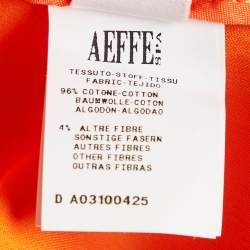 AEFFE SPA
TESSUTO-STOFF-TISSU
FABRIC-TEJIDO
96% COTONE-COTTON
BAUMWOLLE-COTON
ALGODON-ALGODAO
4% ALTRE FIBRE
SONSTIGE FASERN
AUTRES FIBRES
OTHER FIBRES
OUTRAS FIBRAS
D A03100425